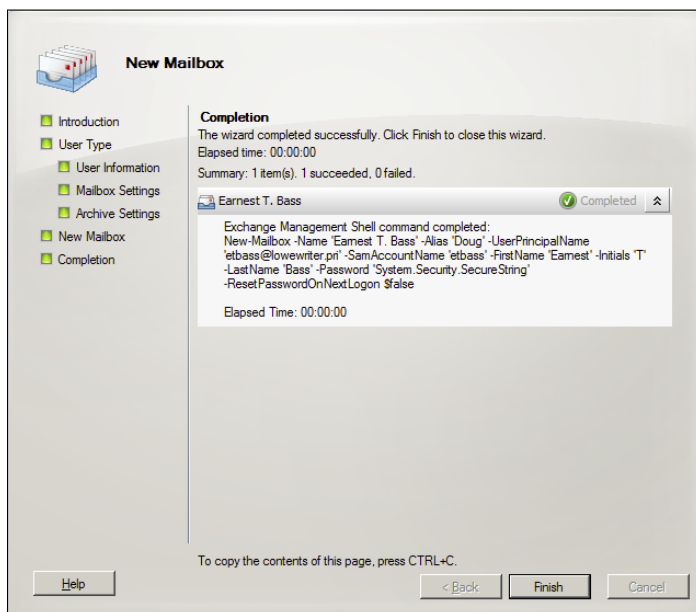 New Mailbox
Introduction
User Type
User Information
Mailbox Settings
Archive Settings
New Mailbox
Completion
Completion
The wizard completed successfully. Click Finish to close this wizard.
Elapsed time: 00:00:00
Summary: 1 item(s). 1 succeeded, 0 failed.
Earnest T. Bass
Completed
Exchange Management Shell command completed:
New-Mailbox -Name 'Earnest T. Bass' -Alias 'Doug' -UserPrincipalName
'etbass@lowewriter.pri' -SamAccountName 'etbass' -FirstName 'Earnest' -Initials 'T'
-LastName 'Bass' -Password 'System.Security.SecureString'
-ResetPasswordOnNextLogon $false
Elapsed Time: 00:00:00
To copy the contents of this page, press CTRL+C.
Help
< Back
Finish
Cancel